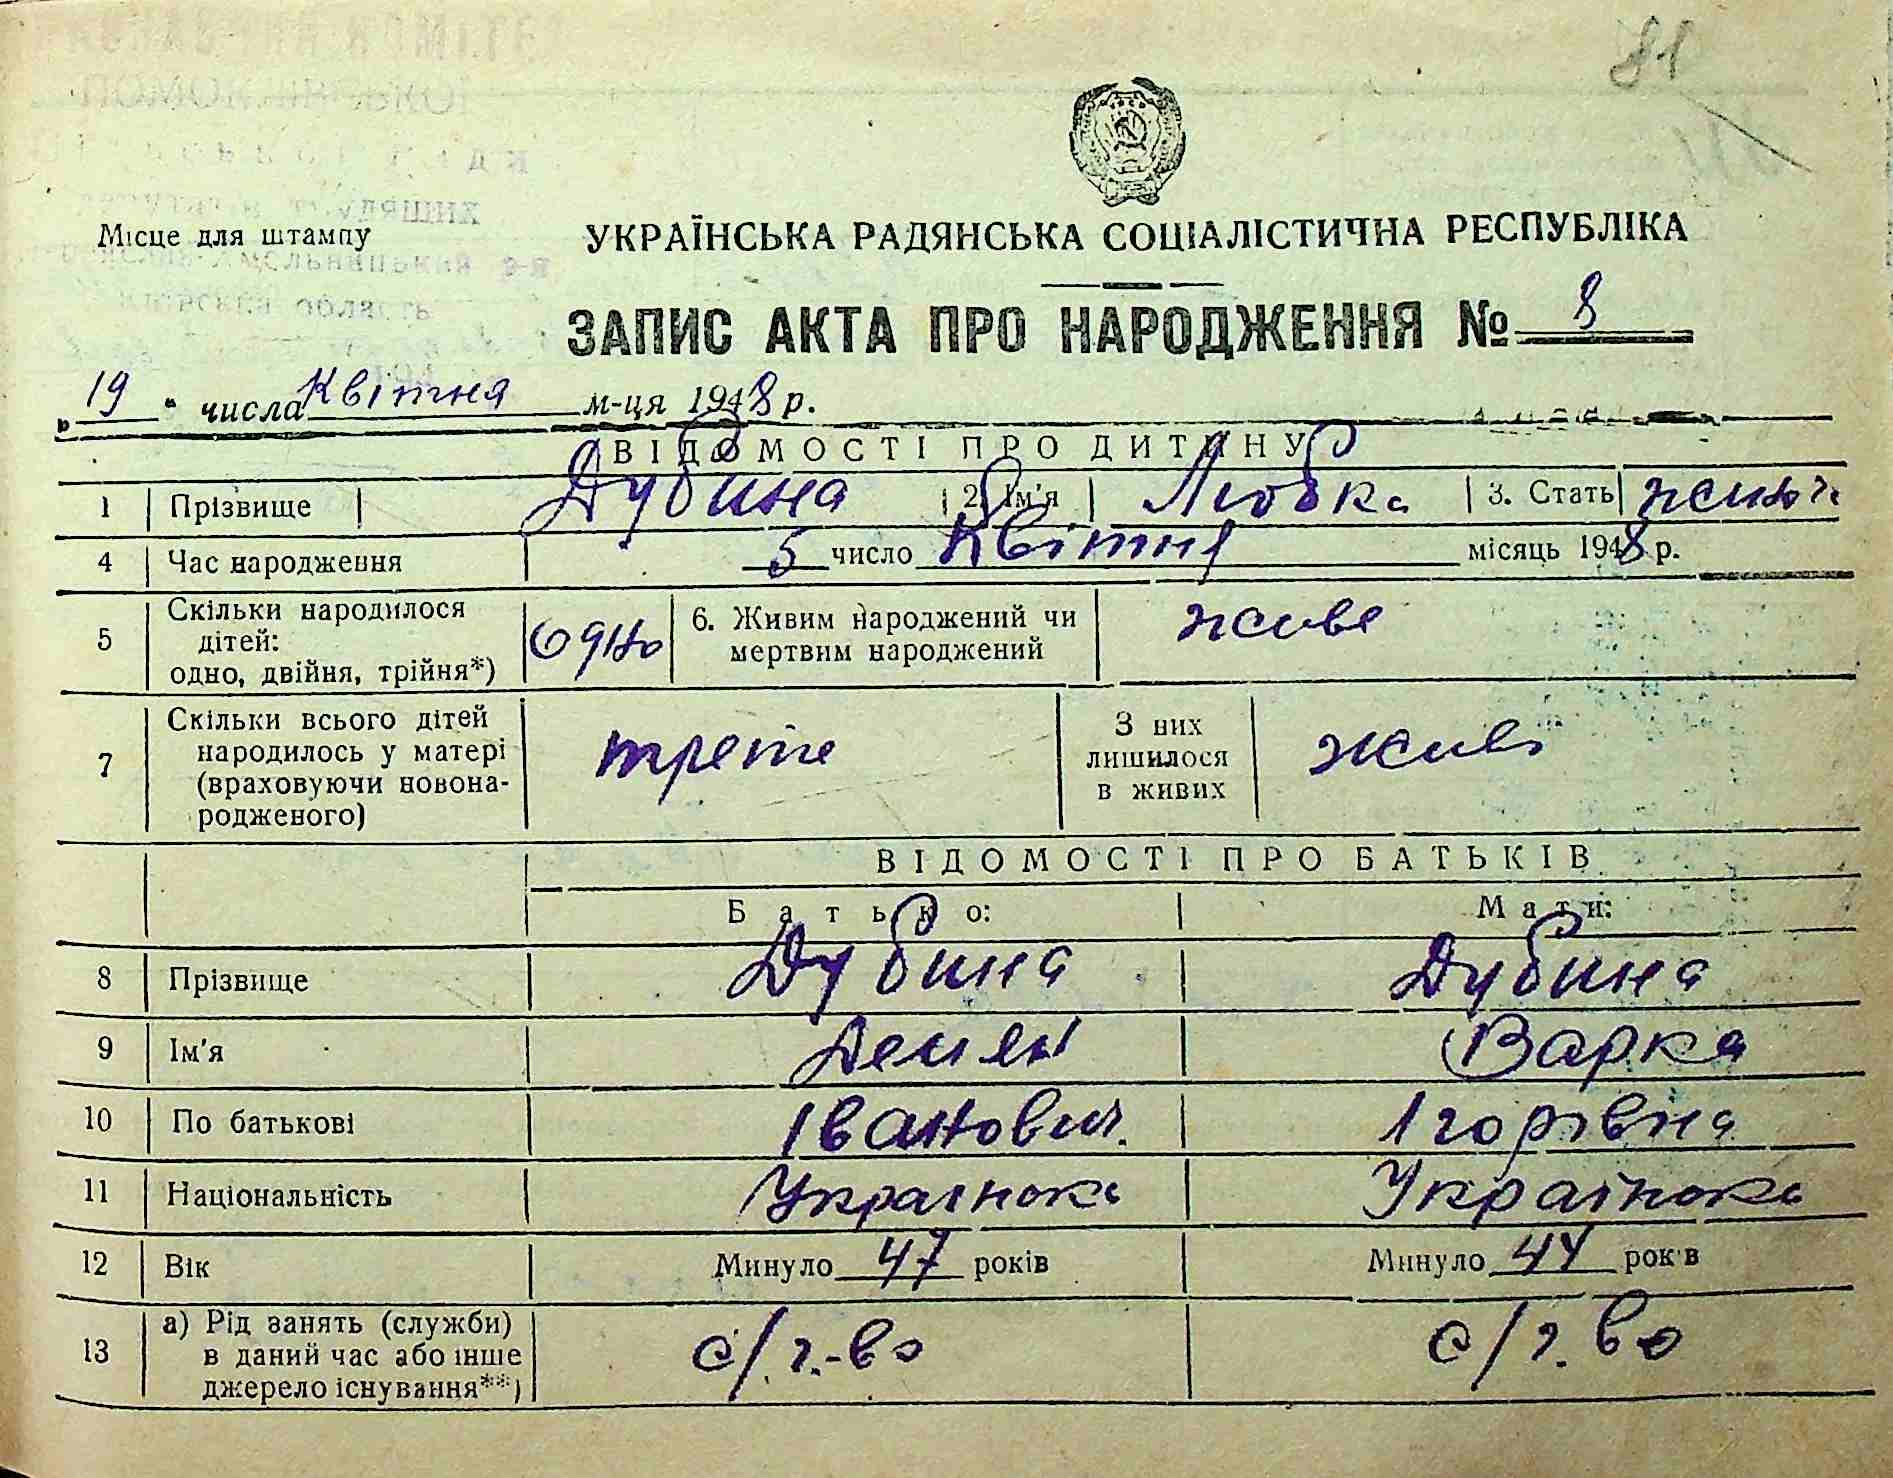 81
Місце для штампу
УКРАЇНСЬКА РАДЯНСЬКА СОЦІАЛІСТИЧНА РЕСПУБЛІКА
ЗАПИС АКТА ПРО НАРОДЖЕННЯ № 8
„19“ числа Квітня м-ця 1948 р.
ВІДОМОСТІ ПРО ДИТИНУ
1 Прізвище Дубина 2. Ім'я Любка 3. Стать жіноч
4 Час народження 5 число Квітня місяць 1948 р.
5 Скільки народилося дітей: одно, двійня, трійня*) одно 6. Живим народжений чи мертвим народжений живе
7 Скільки всього дітей народилось у матері (враховуючи новонародженого) третє З них лишилося в живих живі
ВІДОМОСТІ ПРО БАТЬКІВ
Батько: Мати:
8 Прізвище Дубина Дубина
9 Ім'я Демян Варка
10 По батькові Іванович. Ігорівна
11 Національність Українока Українока
12 Вік Минуло 47 років Минуло 44 років
13 а) Рід занять (служби) в даний час або інше джерело існування**) с/г.-во с/г. во